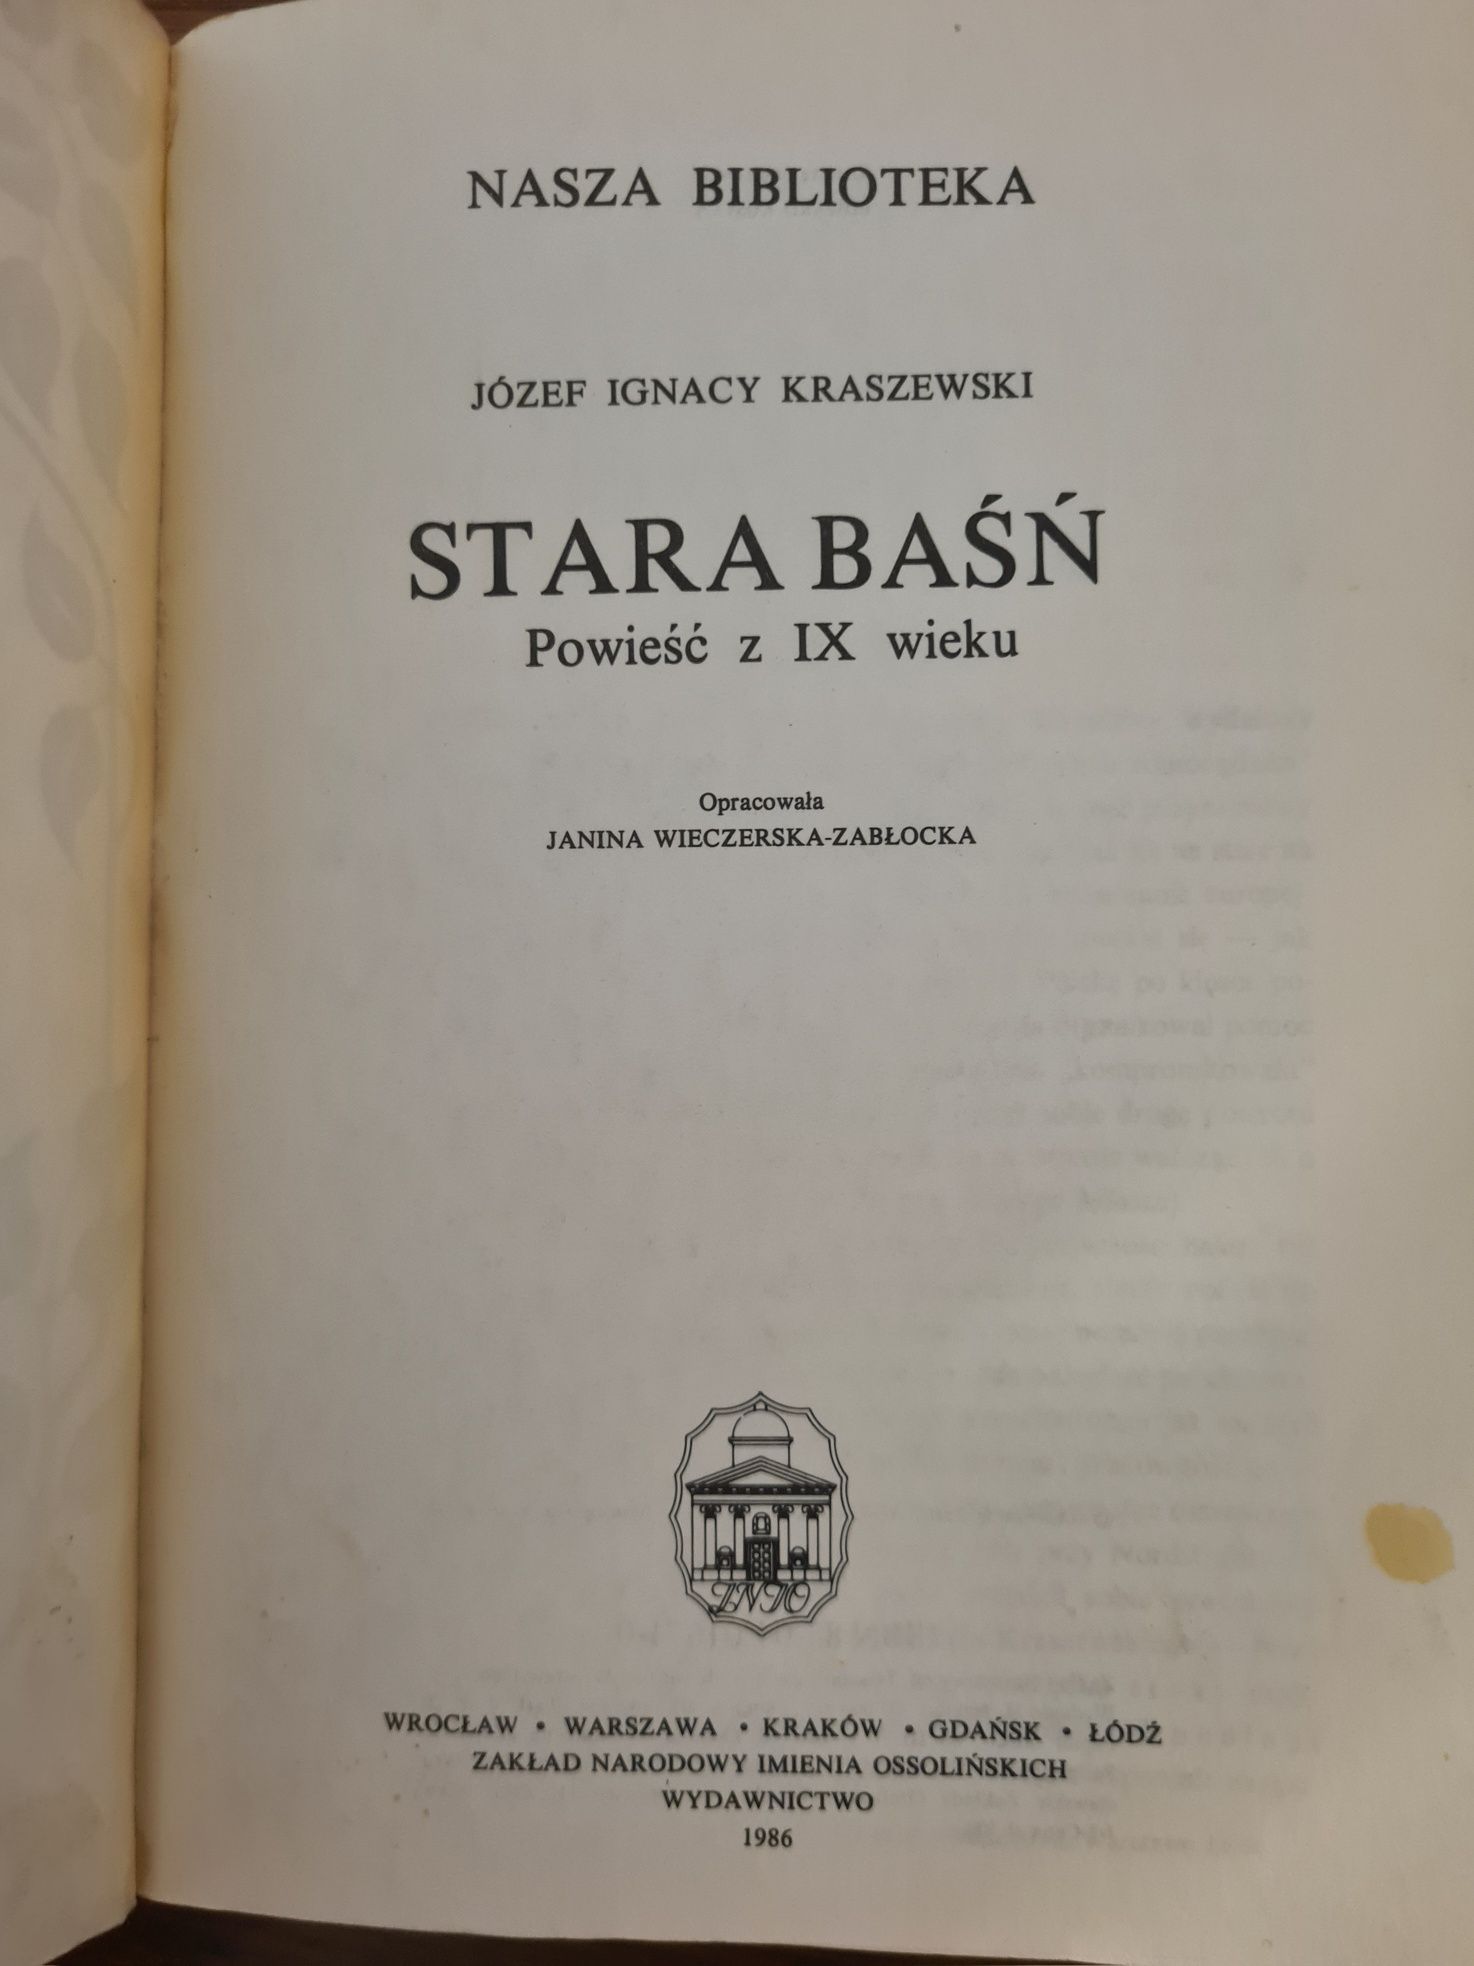 NASZA BIBLIOTEKA
JÓZEF IGNACY KRASZEWSKI
STARA BAŚŃ
Powieść z IX wieku
Opracowała
JANINA WIECZERSKA-ZABŁOCKA
ZNIO
WROCŁAW • WARSZAWA • KRAKÓW • GDAŃSK • ŁÓDŹ
ZAKŁAD NARODOWY IMIENIA OSSOLIŃSKICH
WYDAWNICTWO
1986